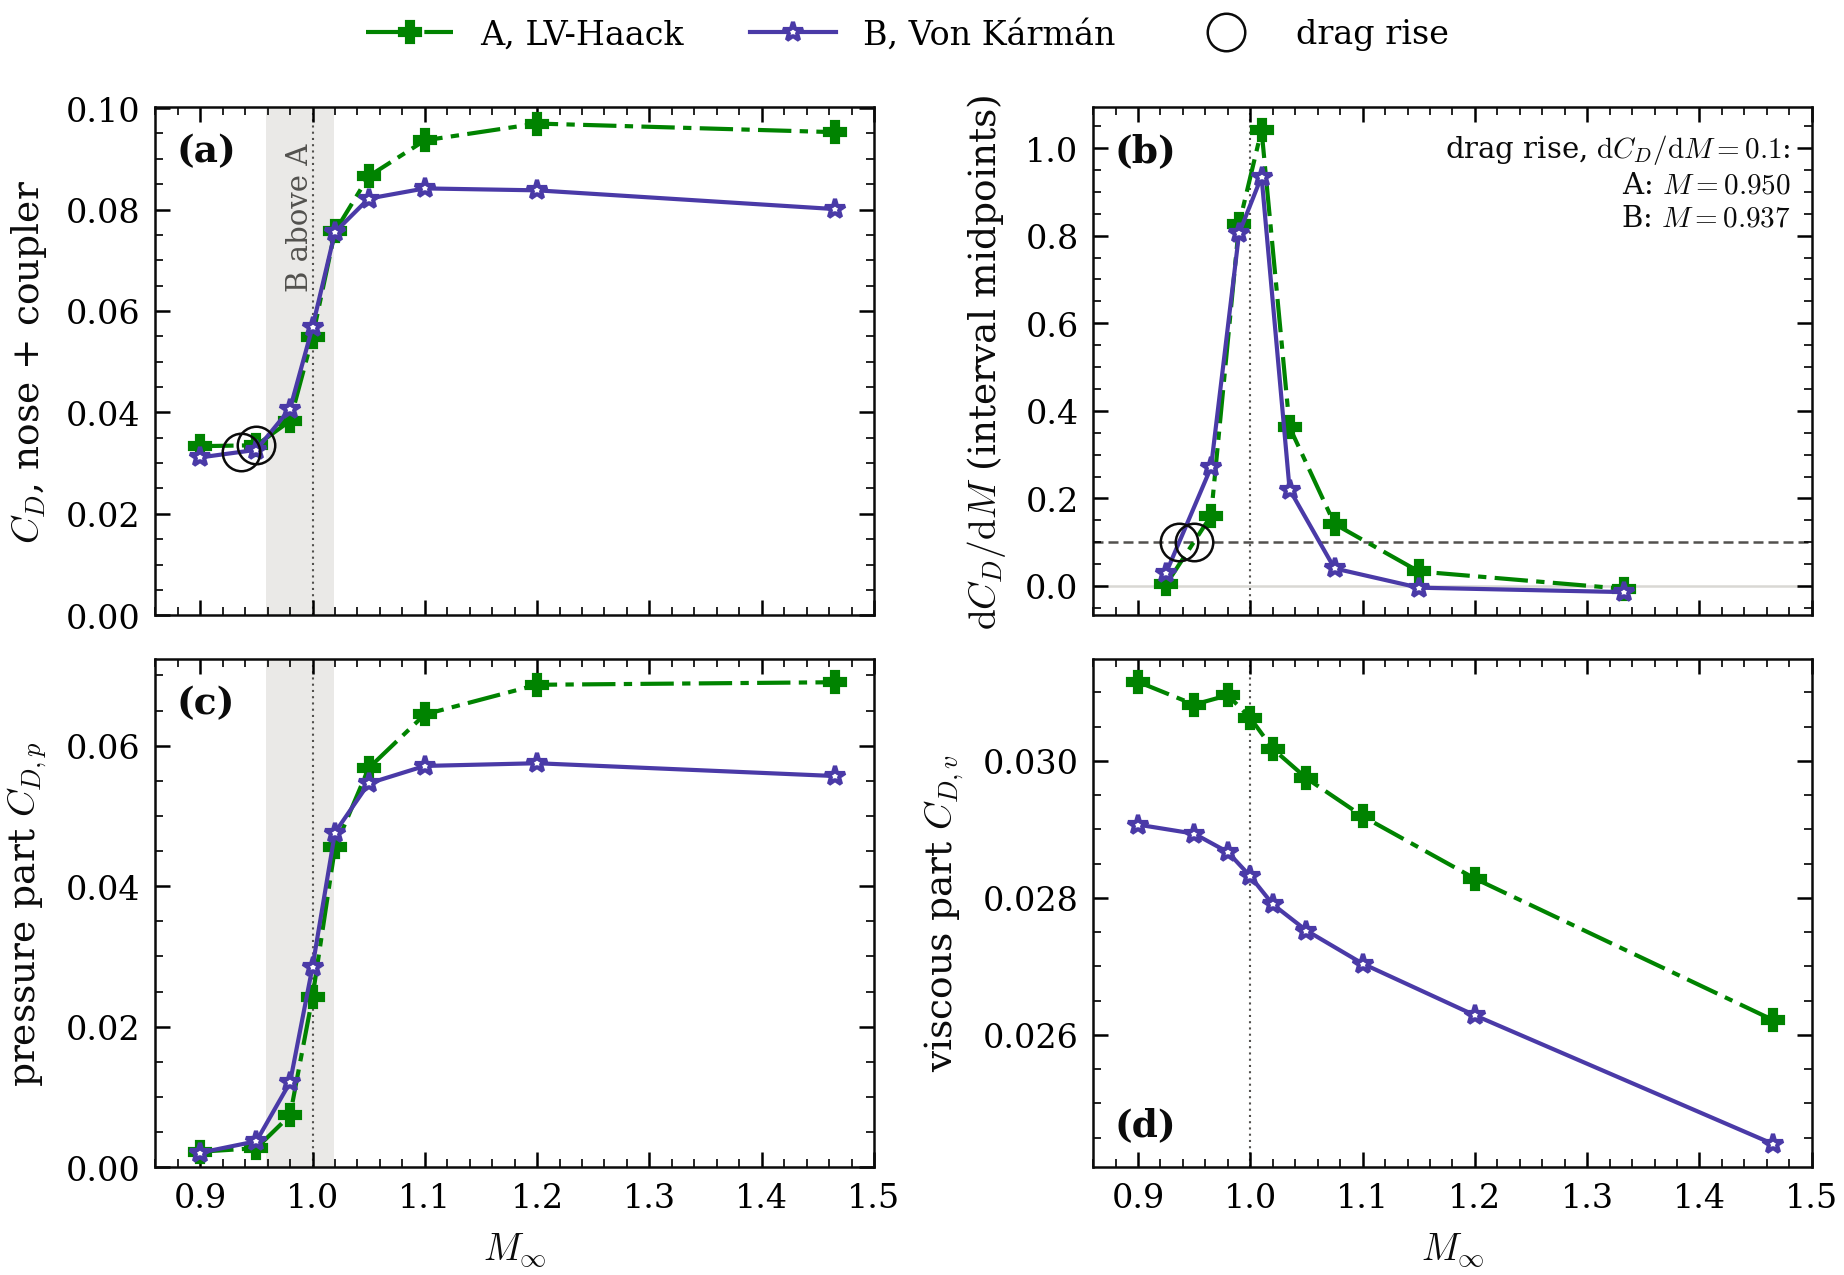 A, LV-Haack
B, Von Kármán
drag rise
(a)
B above A
C_D, nose + coupler
0.10
0.08
0.06
0.04
0.02
0.00
(b)
drag rise, dC_D/dM = 0.1:
A: M = 0.950
B: M = 0.937
dC_D/dM (interval midpoints)
1.0
0.8
0.6
0.4
0.2
0.0
(c)
pressure part C_{D,p}
0.06
0.04
0.02
0.00
0.9 1.0 1.1 1.2 1.3 1.4 1.5
M_∞
(d)
viscous part C_{D,v}
0.030
0.028
0.026
0.9 1.0 1.1 1.2 1.3 1.4 1.5
M_∞